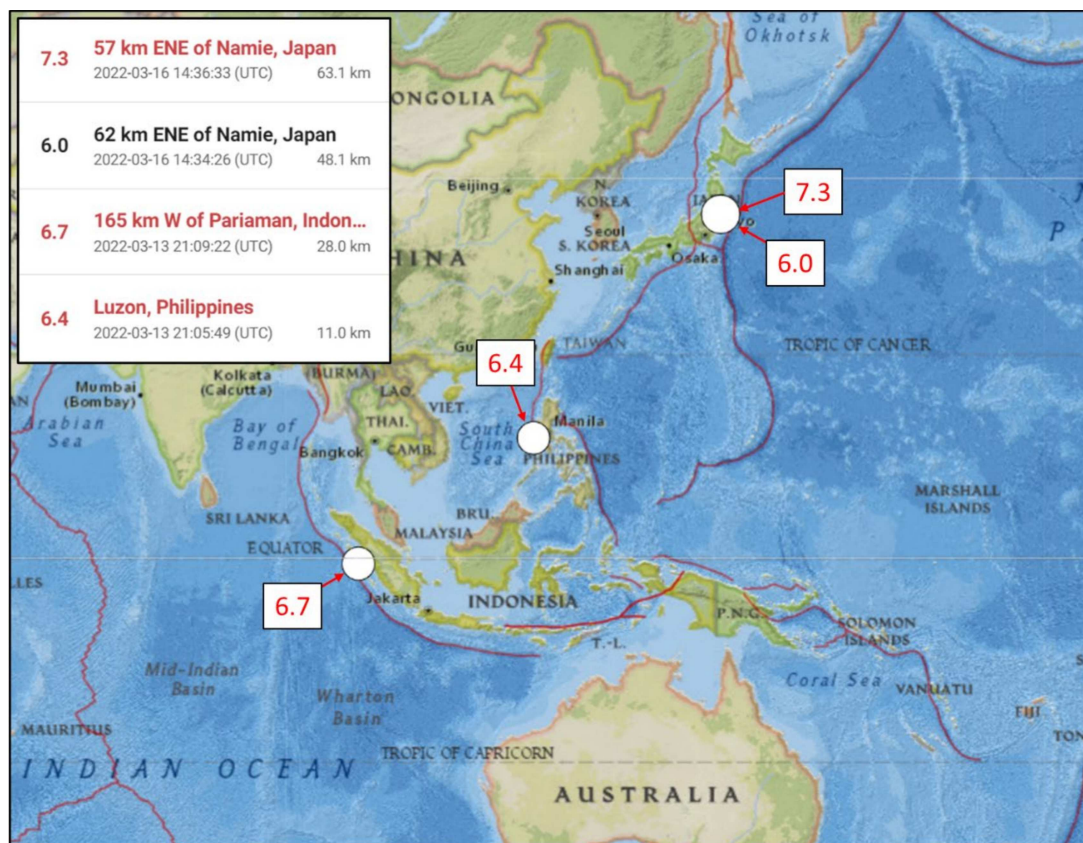 7.3 57 km ENE of Namie, Japan
2022-03-16 14:36:33 (UTC) 63.1 km
6.0 62 km ENE of Namie, Japan
2022-03-16 14:34:26 (UTC) 48.1 km
6.7 165 km W of Pariaman, Indon...
2022-03-13 21:09:22 (UTC) 28.0 km
6.4 Luzon, Philippines
2022-03-13 21:05:49 (UTC) 11.0 km
Sea of
Okhotsk
ONGOLIA
Beijing
N.
KOREA
Seoul
S. KOREA
7.3
Osaka
6.0
HINA
Shanghai
TAIWAN
TROPIC OF CANCER
6.4
Mumbai
(Bombay)
Kolkata
(Calcutta)
(BURMA)
LAO.
VIET.
THAI.
CAMB.
Bangkok
Arabian
Sea
Bay of
Bengal
South
China
Sea
Manila
PHILIPPINES
MARSHALL
ISLANDS
SRI LANKA
BRU.
MALAYSIA
EQUATOR
6.7
Jakarta
INDONESIA
P.N.G.
SOLOMON
ISLANDS
T.-L.
Mid-Indian
Basin
Wharton
Basin
Coral Sea
VANUATU
FIJI
MAURITIUS
TROPIC OF CAPRICORN
INDIAN OCEAN
AUSTRALIA